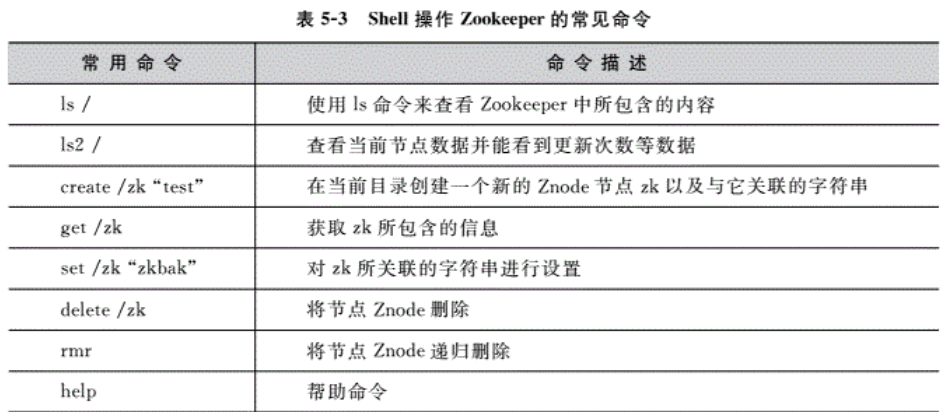 表 5-3 Shell 操作 Zookeeper 的常见命令
常用命令 命令描述
ls / 使用 ls 命令来查看 Zookeeper 中所包含的内容
ls2 / 查看当前节点数据并能看到更新次数等数据
create /zk “test” 在当前目录创建一个新的 Znode 节点 zk 以及与它关联的字符串
get /zk 获取 zk 所包含的信息
set /zk “zkbak” 对 zk 所关联的字符串进行设置
delete /zk 将节点 Znode 删除
rmr 将节点 Znode 递归删除
help 帮助命令